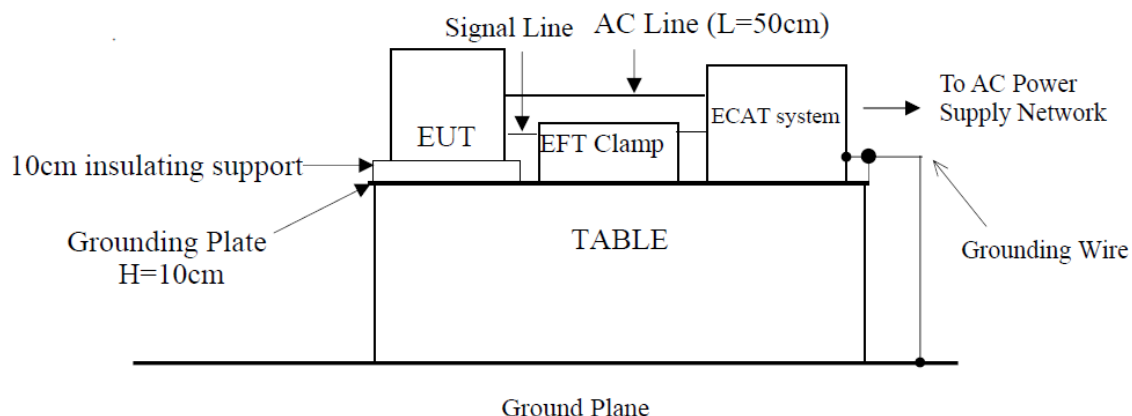 Signal Line
AC Line (L=50cm)
To AC Power
Supply Network
ECAT system
EUT
EFT Clamp
10cm insulating support
Grounding Plate
H=10cm
TABLE
Grounding Wire
Ground Plane